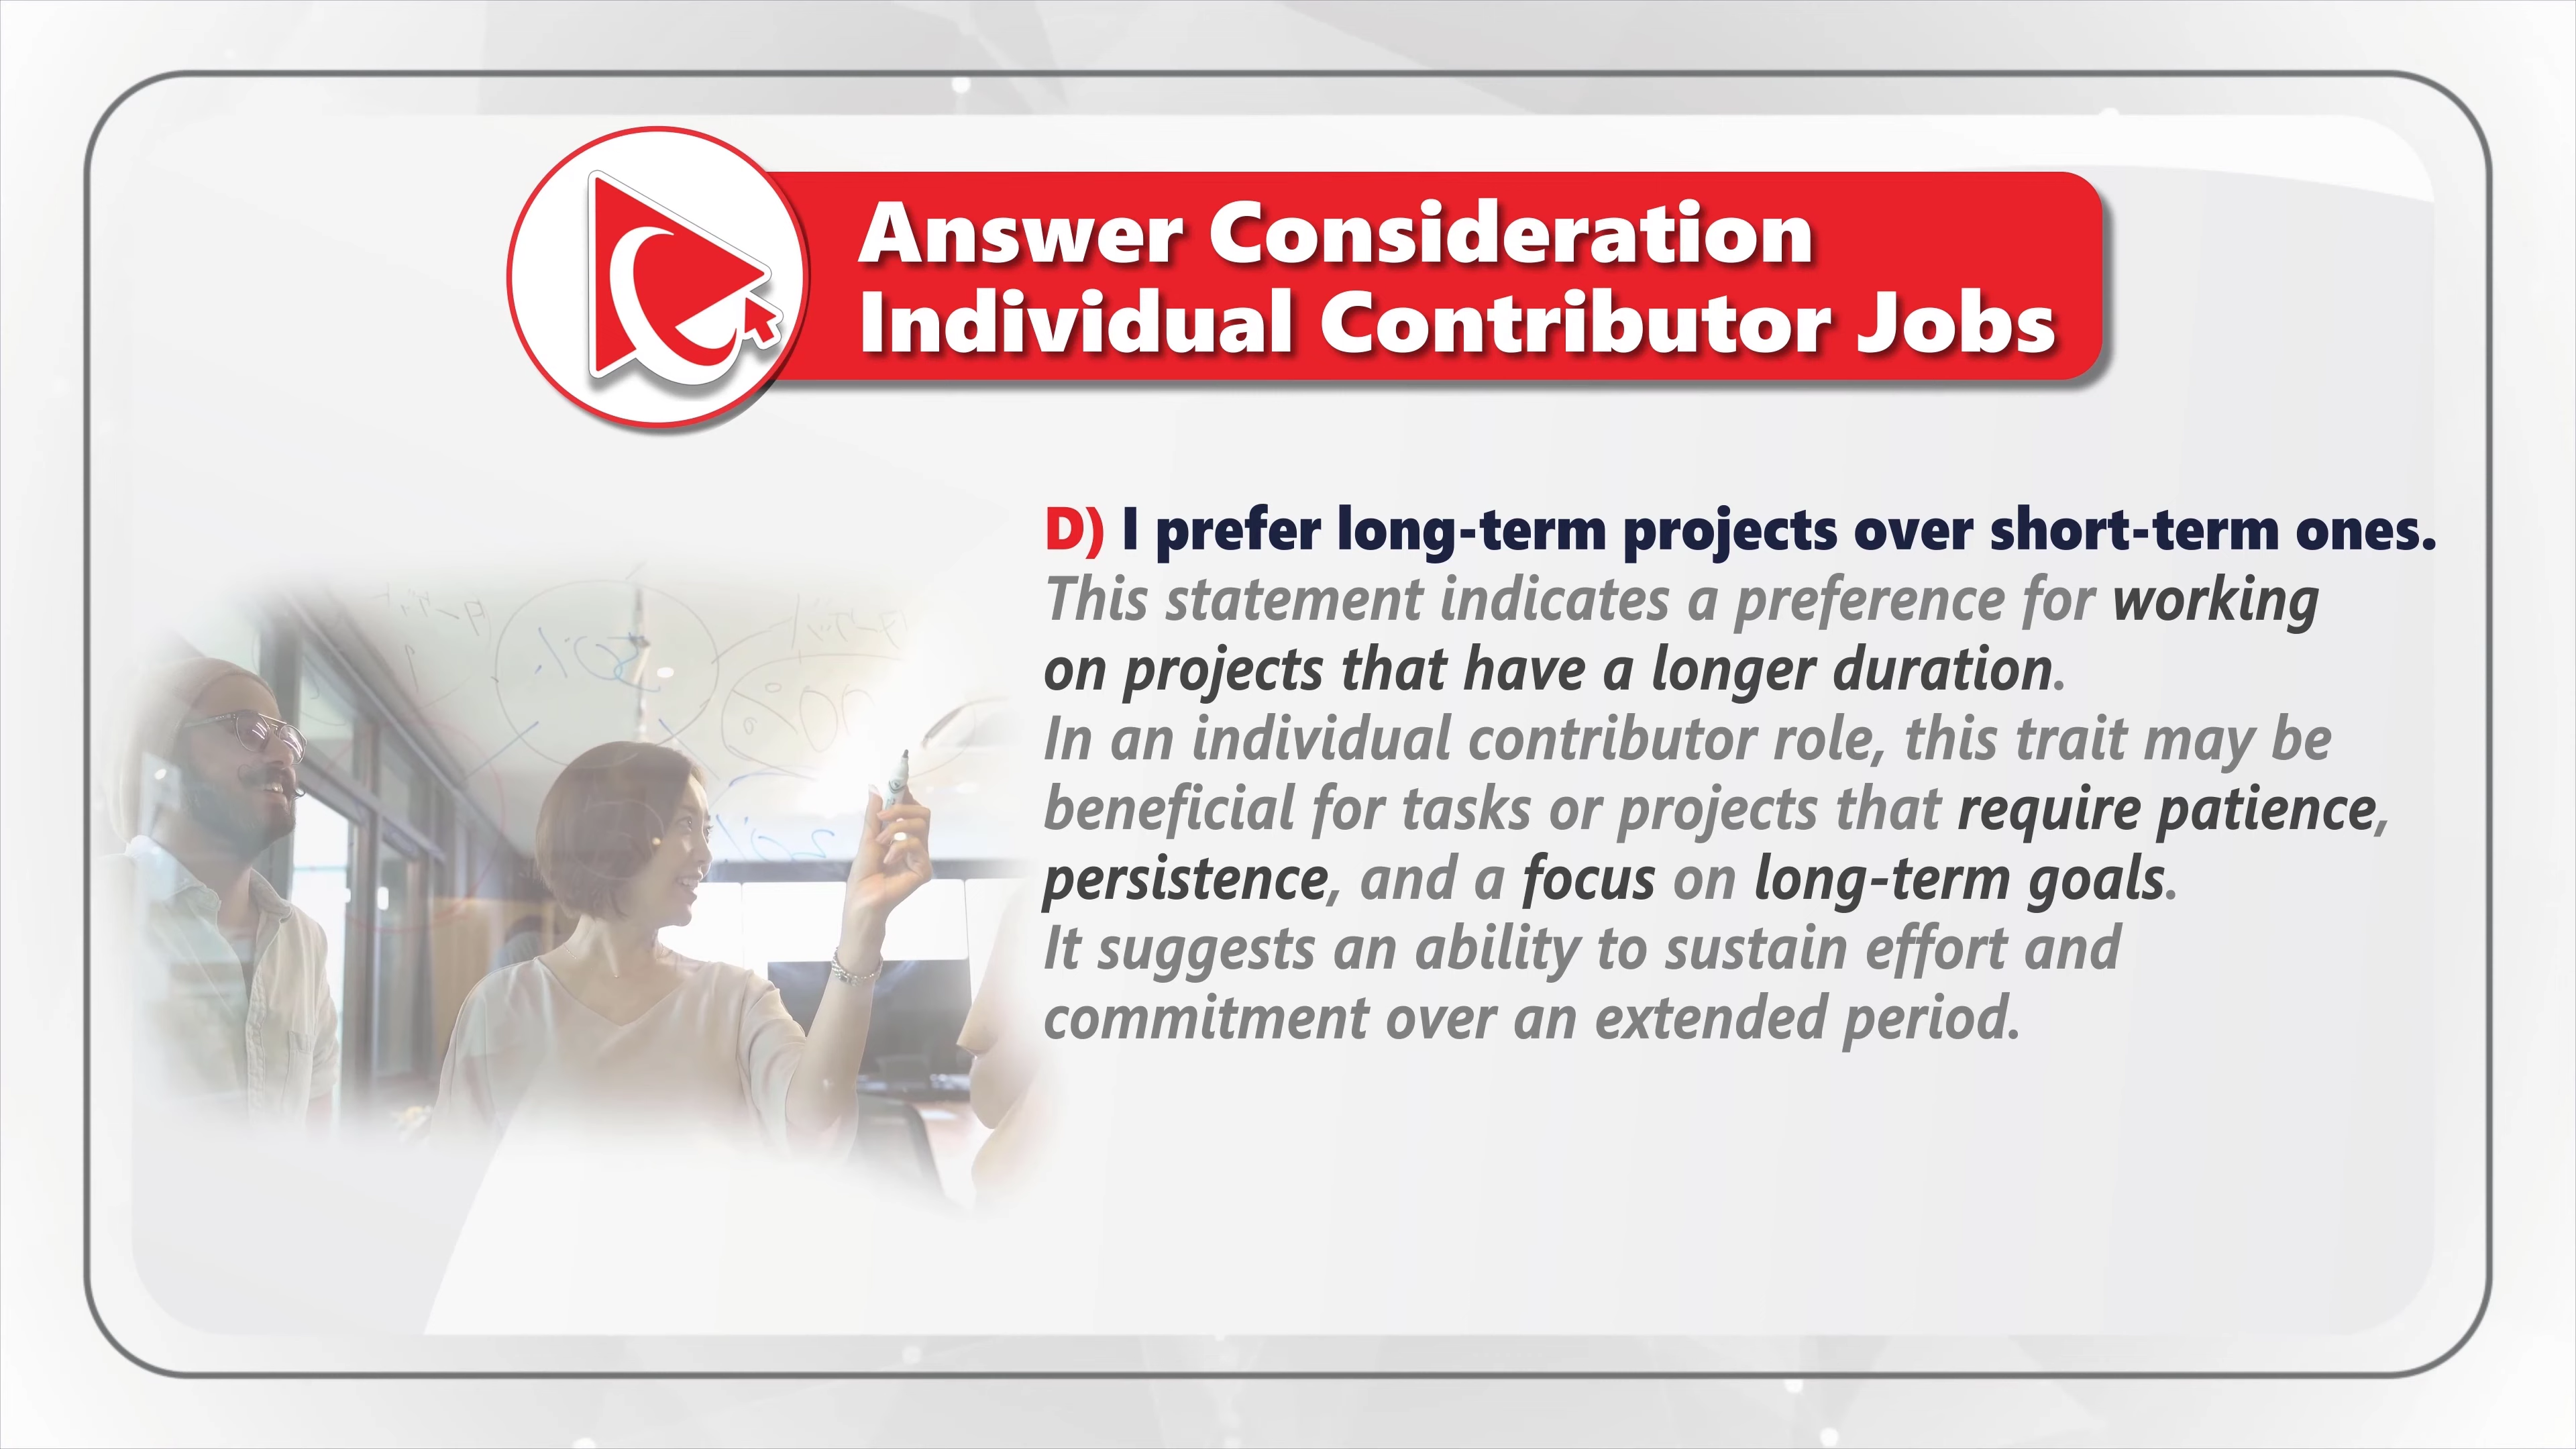 Answer Consideration
Individual Contributor Jobs
D) I prefer long-term projects over short-term ones.
This statement indicates a preference for working
on projects that have a longer duration.
In an individual contributor role, this trait may be
beneficial for tasks or projects that require patience,
persistence, and a focus on long-term goals.
It suggests an ability to sustain effort and
commitment over an extended period.